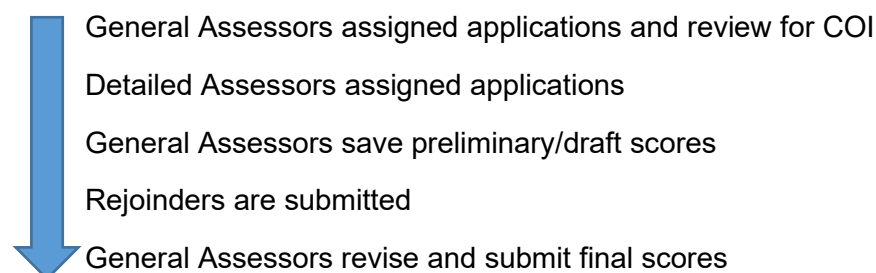 General Assessors assigned applications and review for COI
Detailed Assessors assigned applications
General Assessors save preliminary/draft scores
Rejoinders are submitted
General Assessors revise and submit final scores